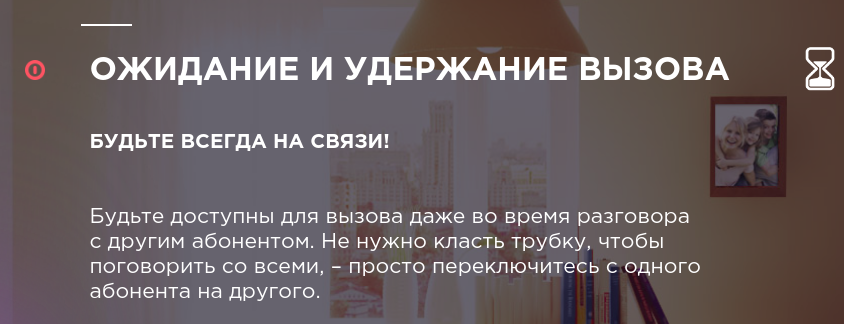 ОЖИДАНИЕ И УДЕРЖАНИЕ ВЫЗОВА
БУДЬТЕ ВСЕГДА НА СВЯЗИ!
Будьте доступны для вызова даже во время разговора
с другим абонентом. Не нужно класть трубку, чтобы
поговорить со всеми, – просто переключитесь с одного
абонента на другого.